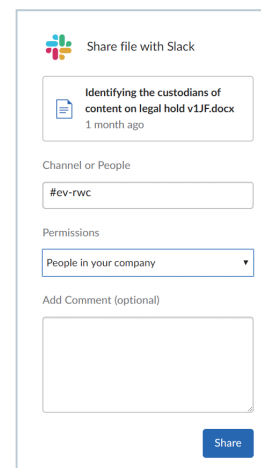 Share file with Slack
Identifying the custodians of
content on legal hold v1JF.docx
1 month ago
Channel or People
#ev-rwc
Permissions
People in your company
Add Comment (optional)
Share